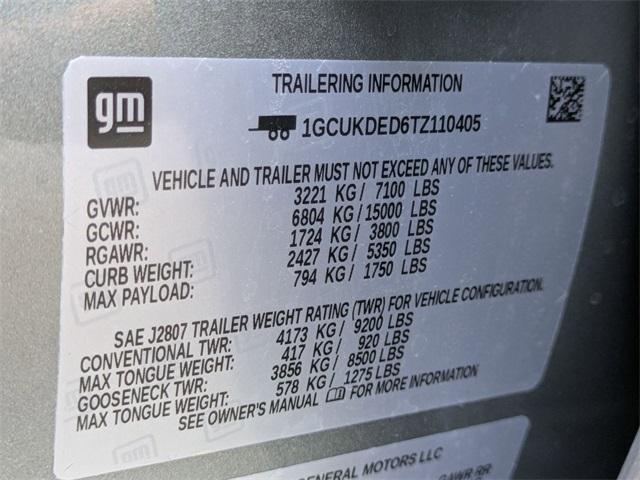 gm
TRAILERING INFORMATION
1GCUKDED6TZ110405
VEHICLE AND TRAILER MUST NOT EXCEED ANY OF THESE VALUES.
GVWR: 3221 KG / 7100 LBS
GCWR: 6804 KG / 15000 LBS
RGAWR: 1724 KG / 3800 LBS
CURB WEIGHT: 2427 KG / 5350 LBS
MAX PAYLOAD: 794 KG / 1750 LBS
SAE J2807 TRAILER WEIGHT RATING (TWR) FOR VEHICLE CONFIGURATION.
CONVENTIONAL TWR: 4173 KG / 9200 LBS
MAX TONGUE WEIGHT: 417 KG / 920 LBS
GOOSENECK TWR: 3856 KG / 8500 LBS
MAX TONGUE WEIGHT: 578 KG / 1275 LBS
SEE OWNER'S MANUAL FOR MORE INFORMATION
GENERAL MOTORS LLC
GAWR RR